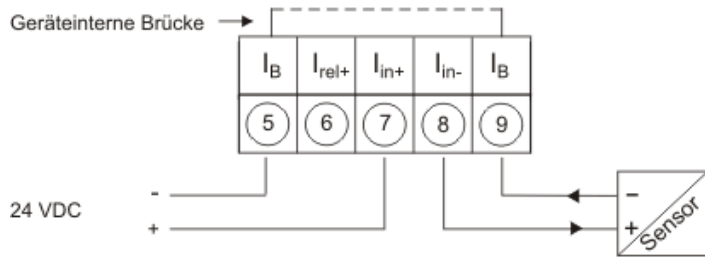 Geräteinterne Brücke
I_B I_rel+ I_in+ I_in- I_B
5 6 7 8 9
24 VDC
-
+
-
+
Sensor